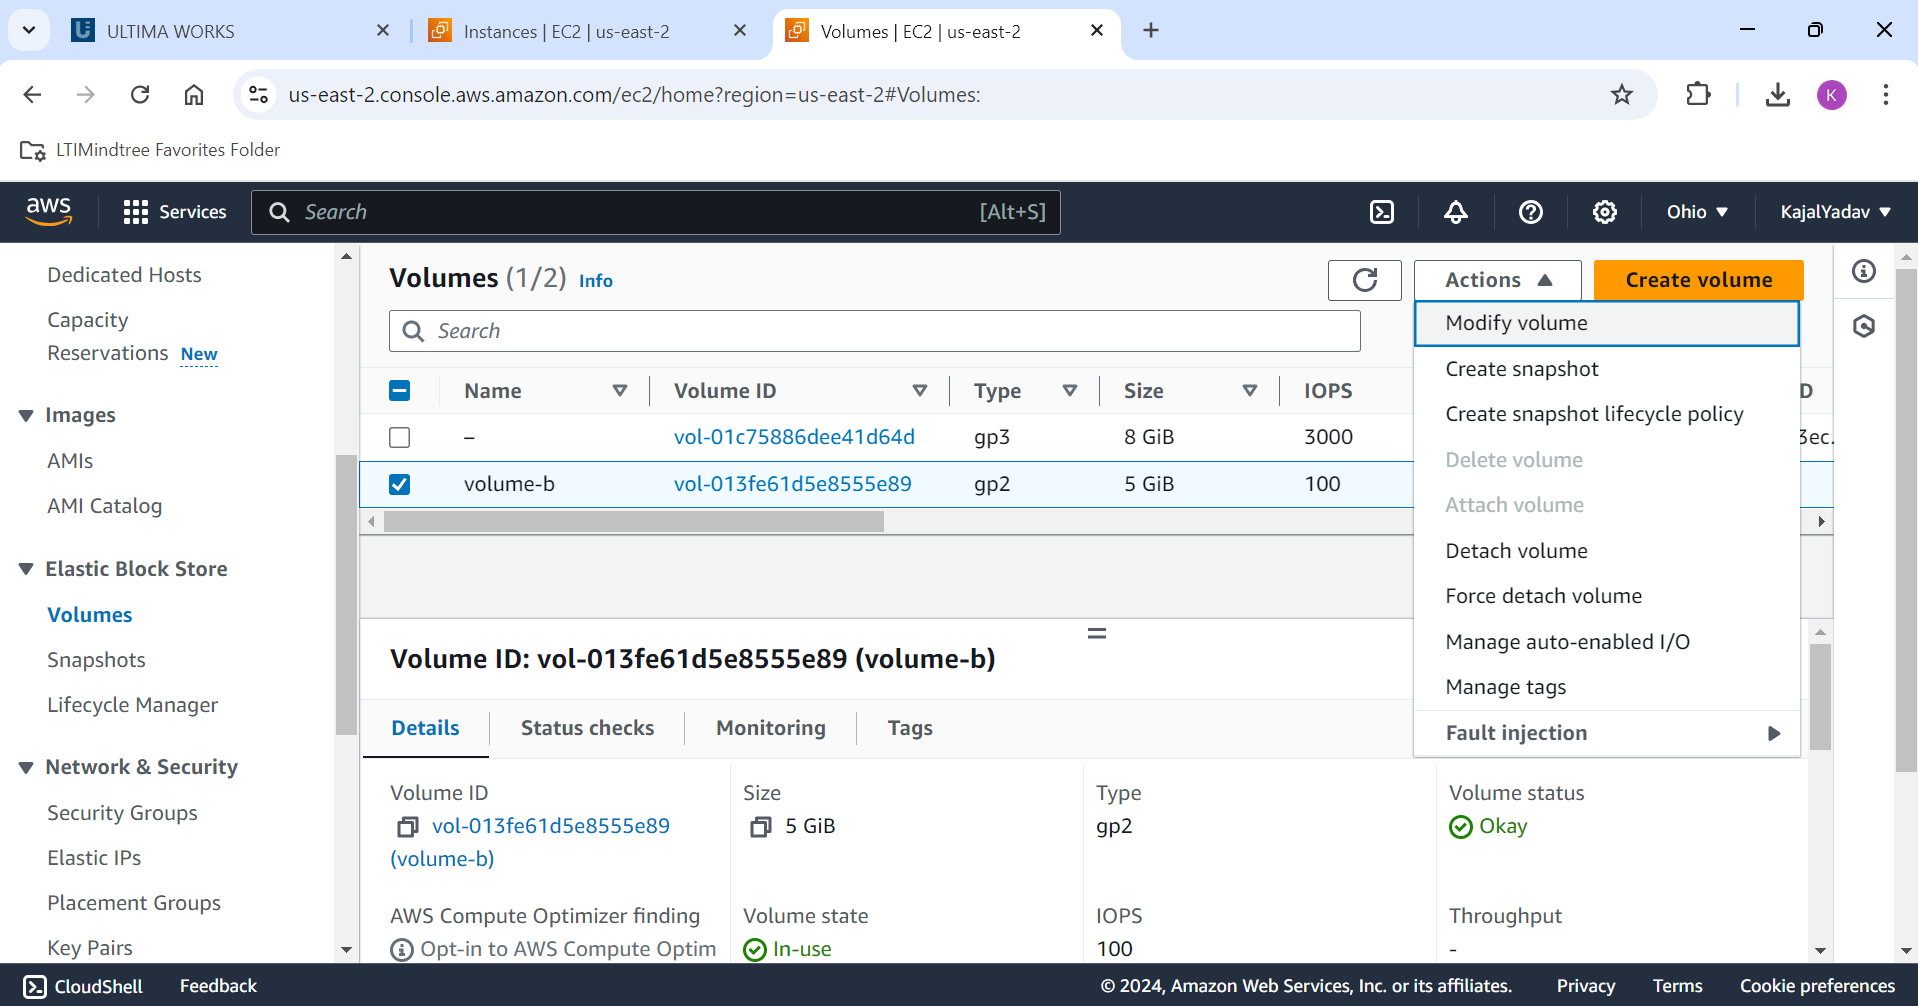 ULTIMA WORKS
Instances | EC2 | us-east-2
Volumes | EC2 | us-east-2
us-east-2.console.aws.amazon.com/ec2/home?region=us-east-2#Volumes:
K
LTIMindtree Favorites Folder
aws
Services
Search
[Alt+S]
Ohio
KajalYadav
Dedicated Hosts
Capacity
Reservations New
Images
AMIs
AMI Catalog
Elastic Block Store
Volumes
Snapshots
Lifecycle Manager
Network & Security
Security Groups
Elastic IPs
Placement Groups
Key Pairs
Volumes (1/2) Info
Actions
Create volume
Search
Name Volume ID Type Size IOPS D
– vol-01c75886dee41d64d gp3 8 GiB 3000 3ec.
volume-b vol-013fe61d5e8555e89 gp2 5 GiB 100
Modify volume
Create snapshot
Create snapshot lifecycle policy
Delete volume
Attach volume
Detach volume
Force detach volume
Manage auto-enabled I/O
Manage tags
Fault injection
Volume ID: vol-013fe61d5e8555e89 (volume-b)
Details Status checks Monitoring Tags
Volume ID
vol-013fe61d5e8555e89
(volume-b)
Size
5 GiB
Type
gp2
Volume status
Okay
AWS Compute Optimizer finding
Opt-in to AWS Compute Optim
Volume state
In-use
IOPS
100
Throughput
-
CloudShell Feedback © 2024, Amazon Web Services, Inc. or its affiliates. Privacy Terms Cookie preferences